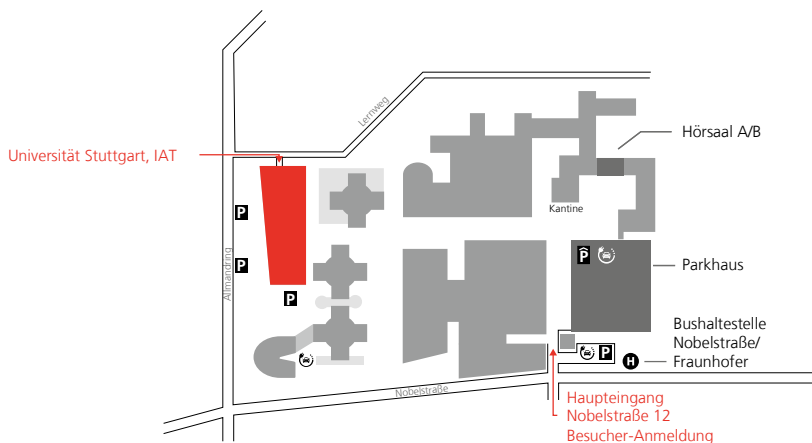 Lernweg
Hörsaal A/B
Universität Stuttgart, IAT
Kantine
P
P
Allmandring
P
P
Parkhaus
Bushaltestelle
Nobelstraße/
Fraunhofer
P
H
Nobelstraße
Haupteingang
Nobelstraße 12
Besucher-Anmeldung